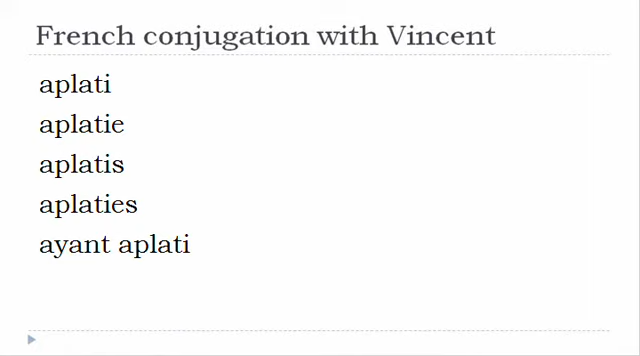 French conjugation with Vincent
aplati
aplatie
aplatis
aplaties
ayant aplati